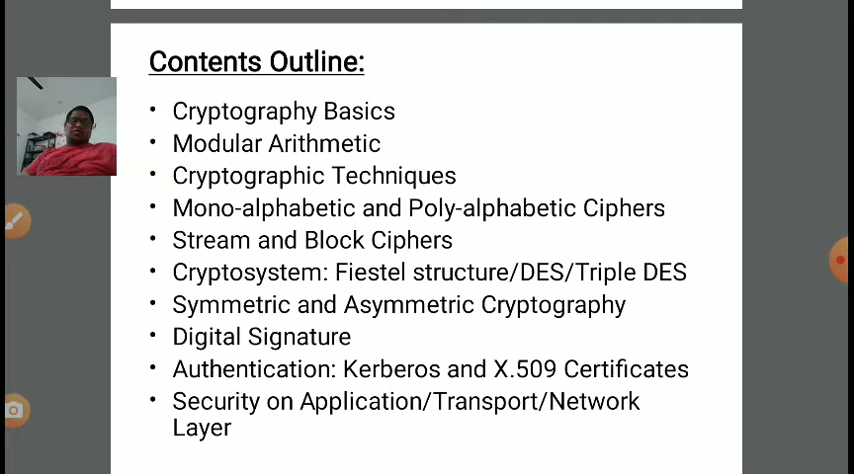 Contents Outline:
• Cryptography Basics
• Modular Arithmetic
• Cryptographic Techniques
• Mono-alphabetic and Poly-alphabetic Ciphers
• Stream and Block Ciphers
• Cryptosystem: Fiestel structure/DES/Triple DES
• Symmetric and Asymmetric Cryptography
• Digital Signature
• Authentication: Kerberos and X.509 Certificates
• Security on Application/Transport/Network
Layer